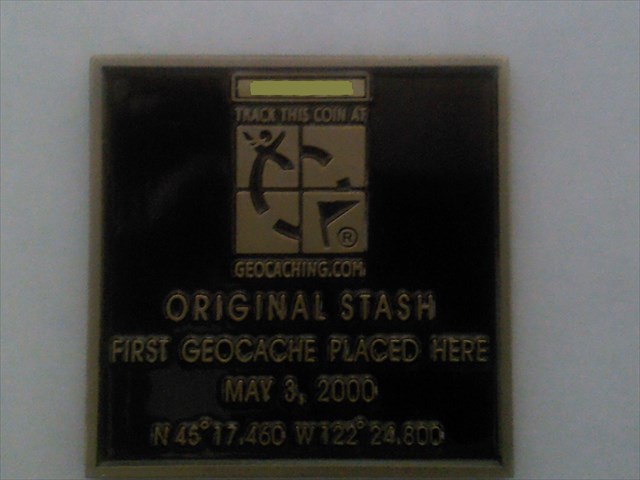 TRACK THIS COIN AT
®
GEOCACHING.COM
ORIGINAL STASH
FIRST GEOCACHE PLACED HERE
MAY 3, 2000
N 45° 17.460 W 122° 24.800